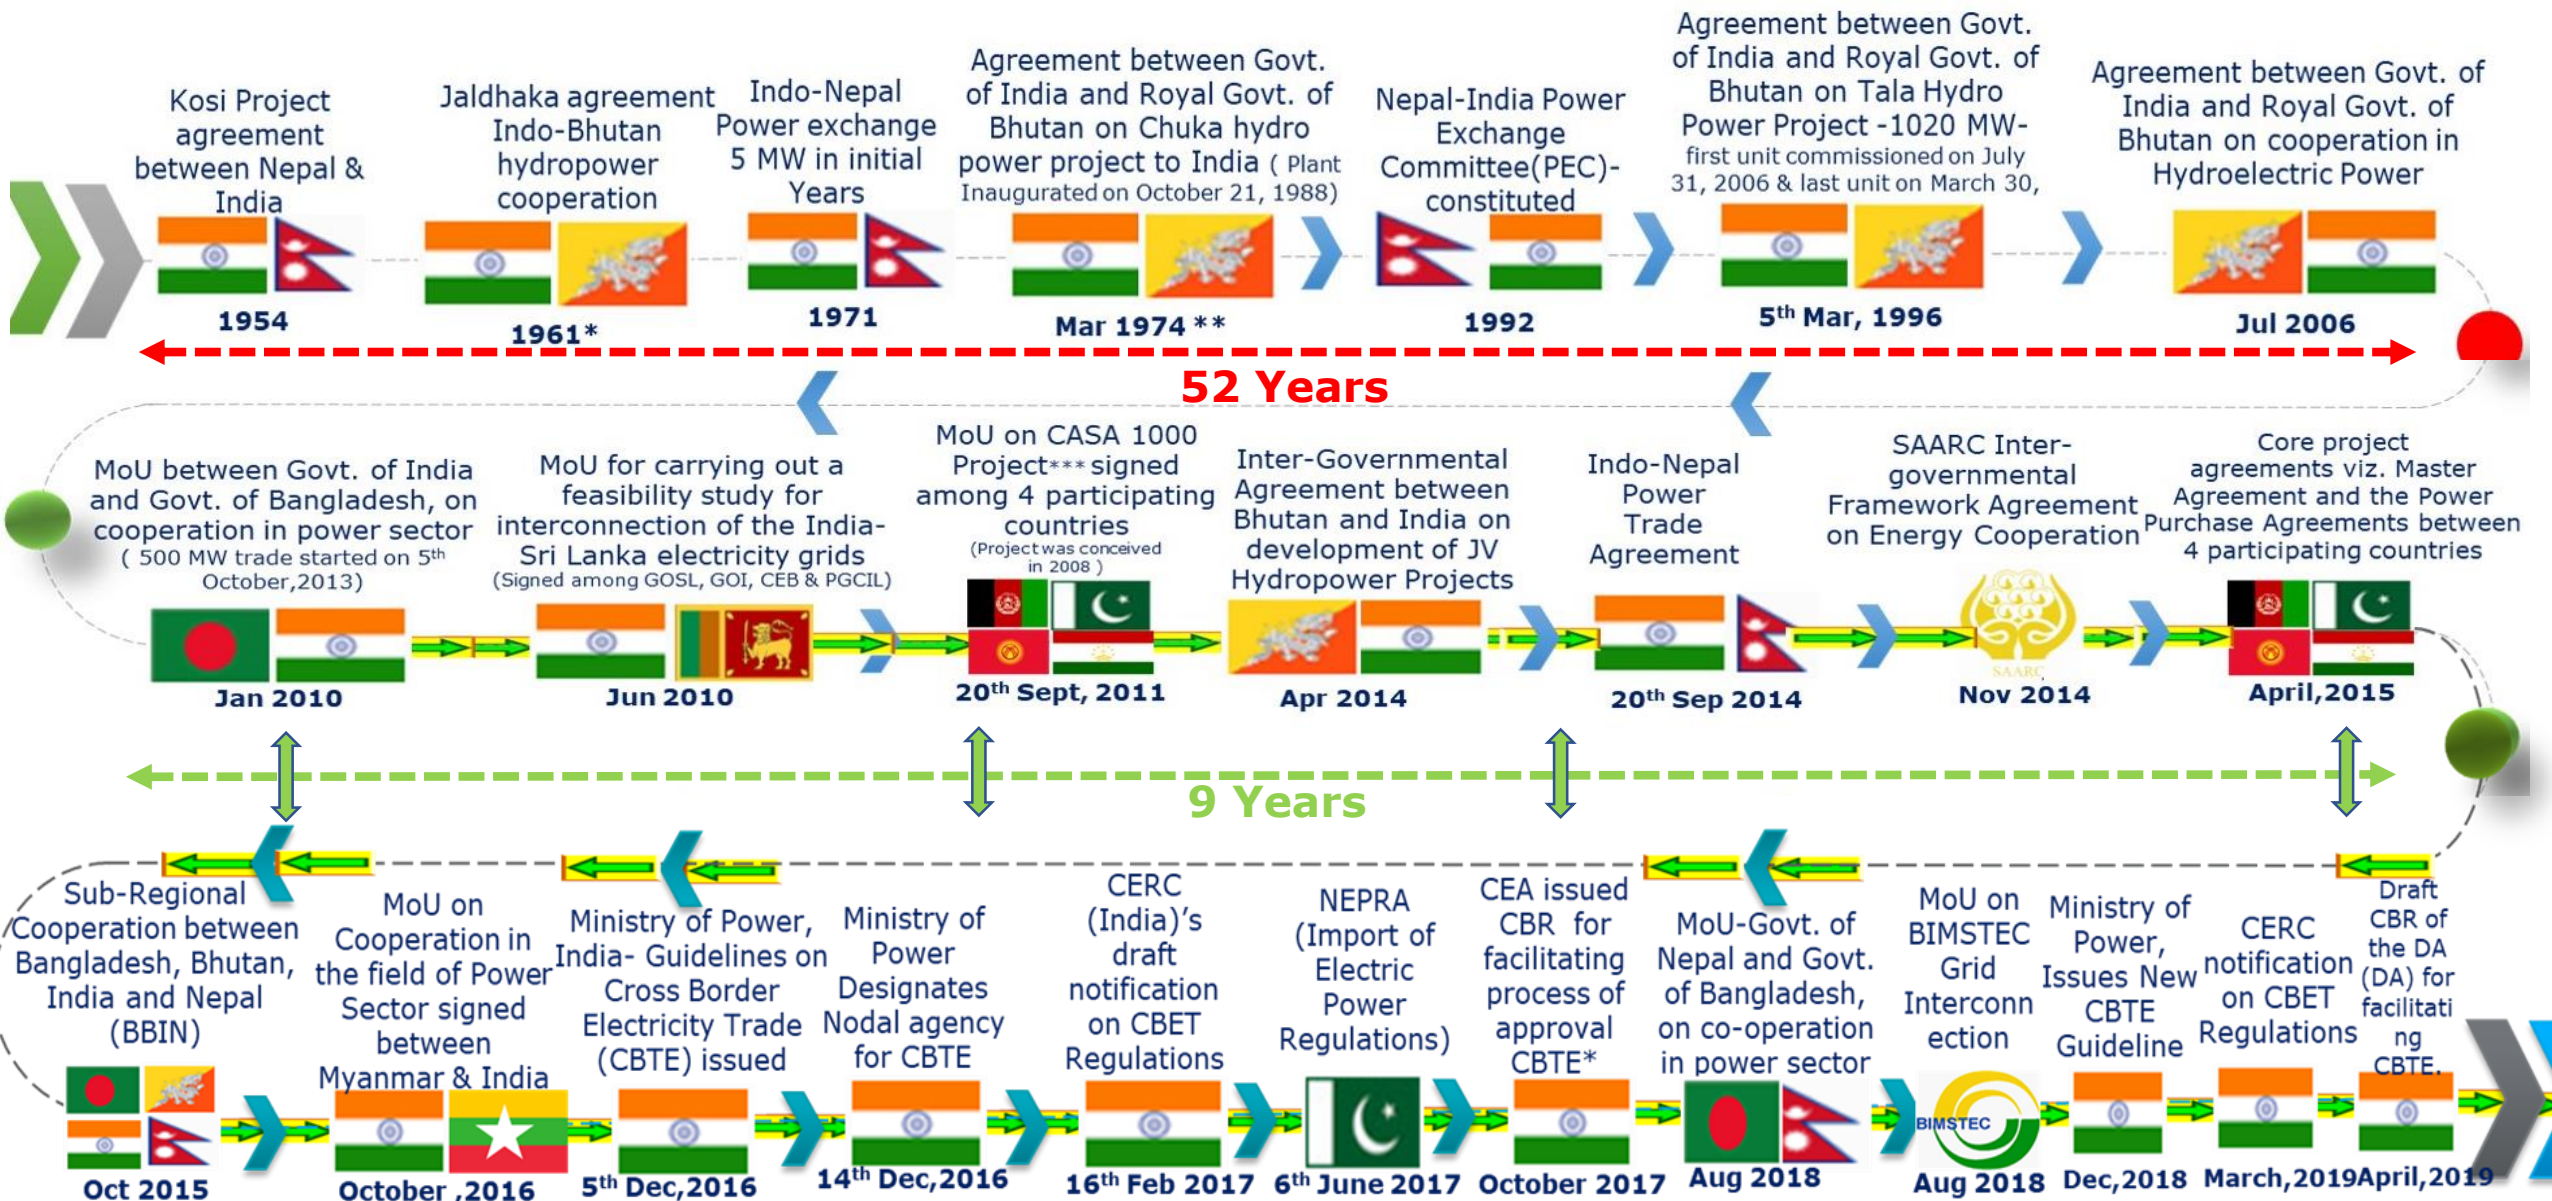 Kosi Project
agreement
between Nepal &
India
1954
Jaldhaka agreement
Indo-Bhutan
hydropower
cooperation
1961*
Indo-Nepal
Power exchange
5 MW in initial
Years
1971
Agreement between Govt.
of India and Royal Govt. of
Bhutan on Chuka hydro
power project to India ( Plant
Inaugurated on October 21, 1988)
Mar 1974 **
Nepal-India Power
Exchange
Committee(PEC)-
constituted
1992
Agreement between Govt.
of India and Royal Govt. of
Bhutan on Tala Hydro
Power Project -1020 MW-
first unit commissioned on July
31, 2006 & last unit on March 30,
5th Mar, 1996
Agreement between Govt. of
India and Royal Govt. of
Bhutan on cooperation in
Hydroelectric Power
Jul 2006
52 Years
MoU between Govt. of India
and Govt. of Bangladesh, on
cooperation in power sector
( 500 MW trade started on 5th
October,2013)
Jan 2010
MoU for carrying out a
feasibility study for
interconnection of the India-
Sri Lanka electricity grids
(Signed among GOSL, GOI, CEB & PGCIL)
Jun 2010
MoU on CASA 1000
Project*** signed
among 4 participating
countries
(Project was conceived
in 2008 )
20th Sept, 2011
Inter-Governmental
Agreement between
Bhutan and India on
development of JV
Hydropower Projects
Apr 2014
Indo-Nepal
Power
Trade
Agreement
20th Sep 2014
SAARC Inter-
governmental
Framework Agreement
on Energy Cooperation
SAARC
Nov 2014
Core project
agreements viz. Master
Agreement and the Power
Purchase Agreements between
4 participating countries
April,2015
9 Years
Sub-Regional
Cooperation between
Bangladesh, Bhutan,
India and Nepal
(BBIN)
Oct 2015
MoU on
Cooperation in
the field of Power
Sector signed
between
Myanmar & India
October ,2016
Ministry of Power,
India- Guidelines on
Cross Border
Electricity Trade
(CBTE) issued
5th Dec,2016
Ministry of
Power
Designates
Nodal agency
for CBTE
14th Dec,2016
CERC
(India)'s
draft
notification
on CBET
Regulations
16th Feb 2017
NEPRA
(Import of
Electric
Power
Regulations)
6th June 2017
CEA issued
CBR for
facilitating
process of
approval
CBTE*
October 2017
MoU-Govt. of
Nepal and Govt.
of Bangladesh,
on co-operation
in power sector
Aug 2018
MoU on
BIMSTEC
Grid
Interconn
ection
BIMSTEC
Aug 2018
Ministry of
Power,
Issues New
CBTE
Guideline
Dec,2018
CERC
notification
on CBET
Regulations
March,2019
Draft
CBR of
the DA
(DA) for
facilitati
ng
CBTE.
April,2019